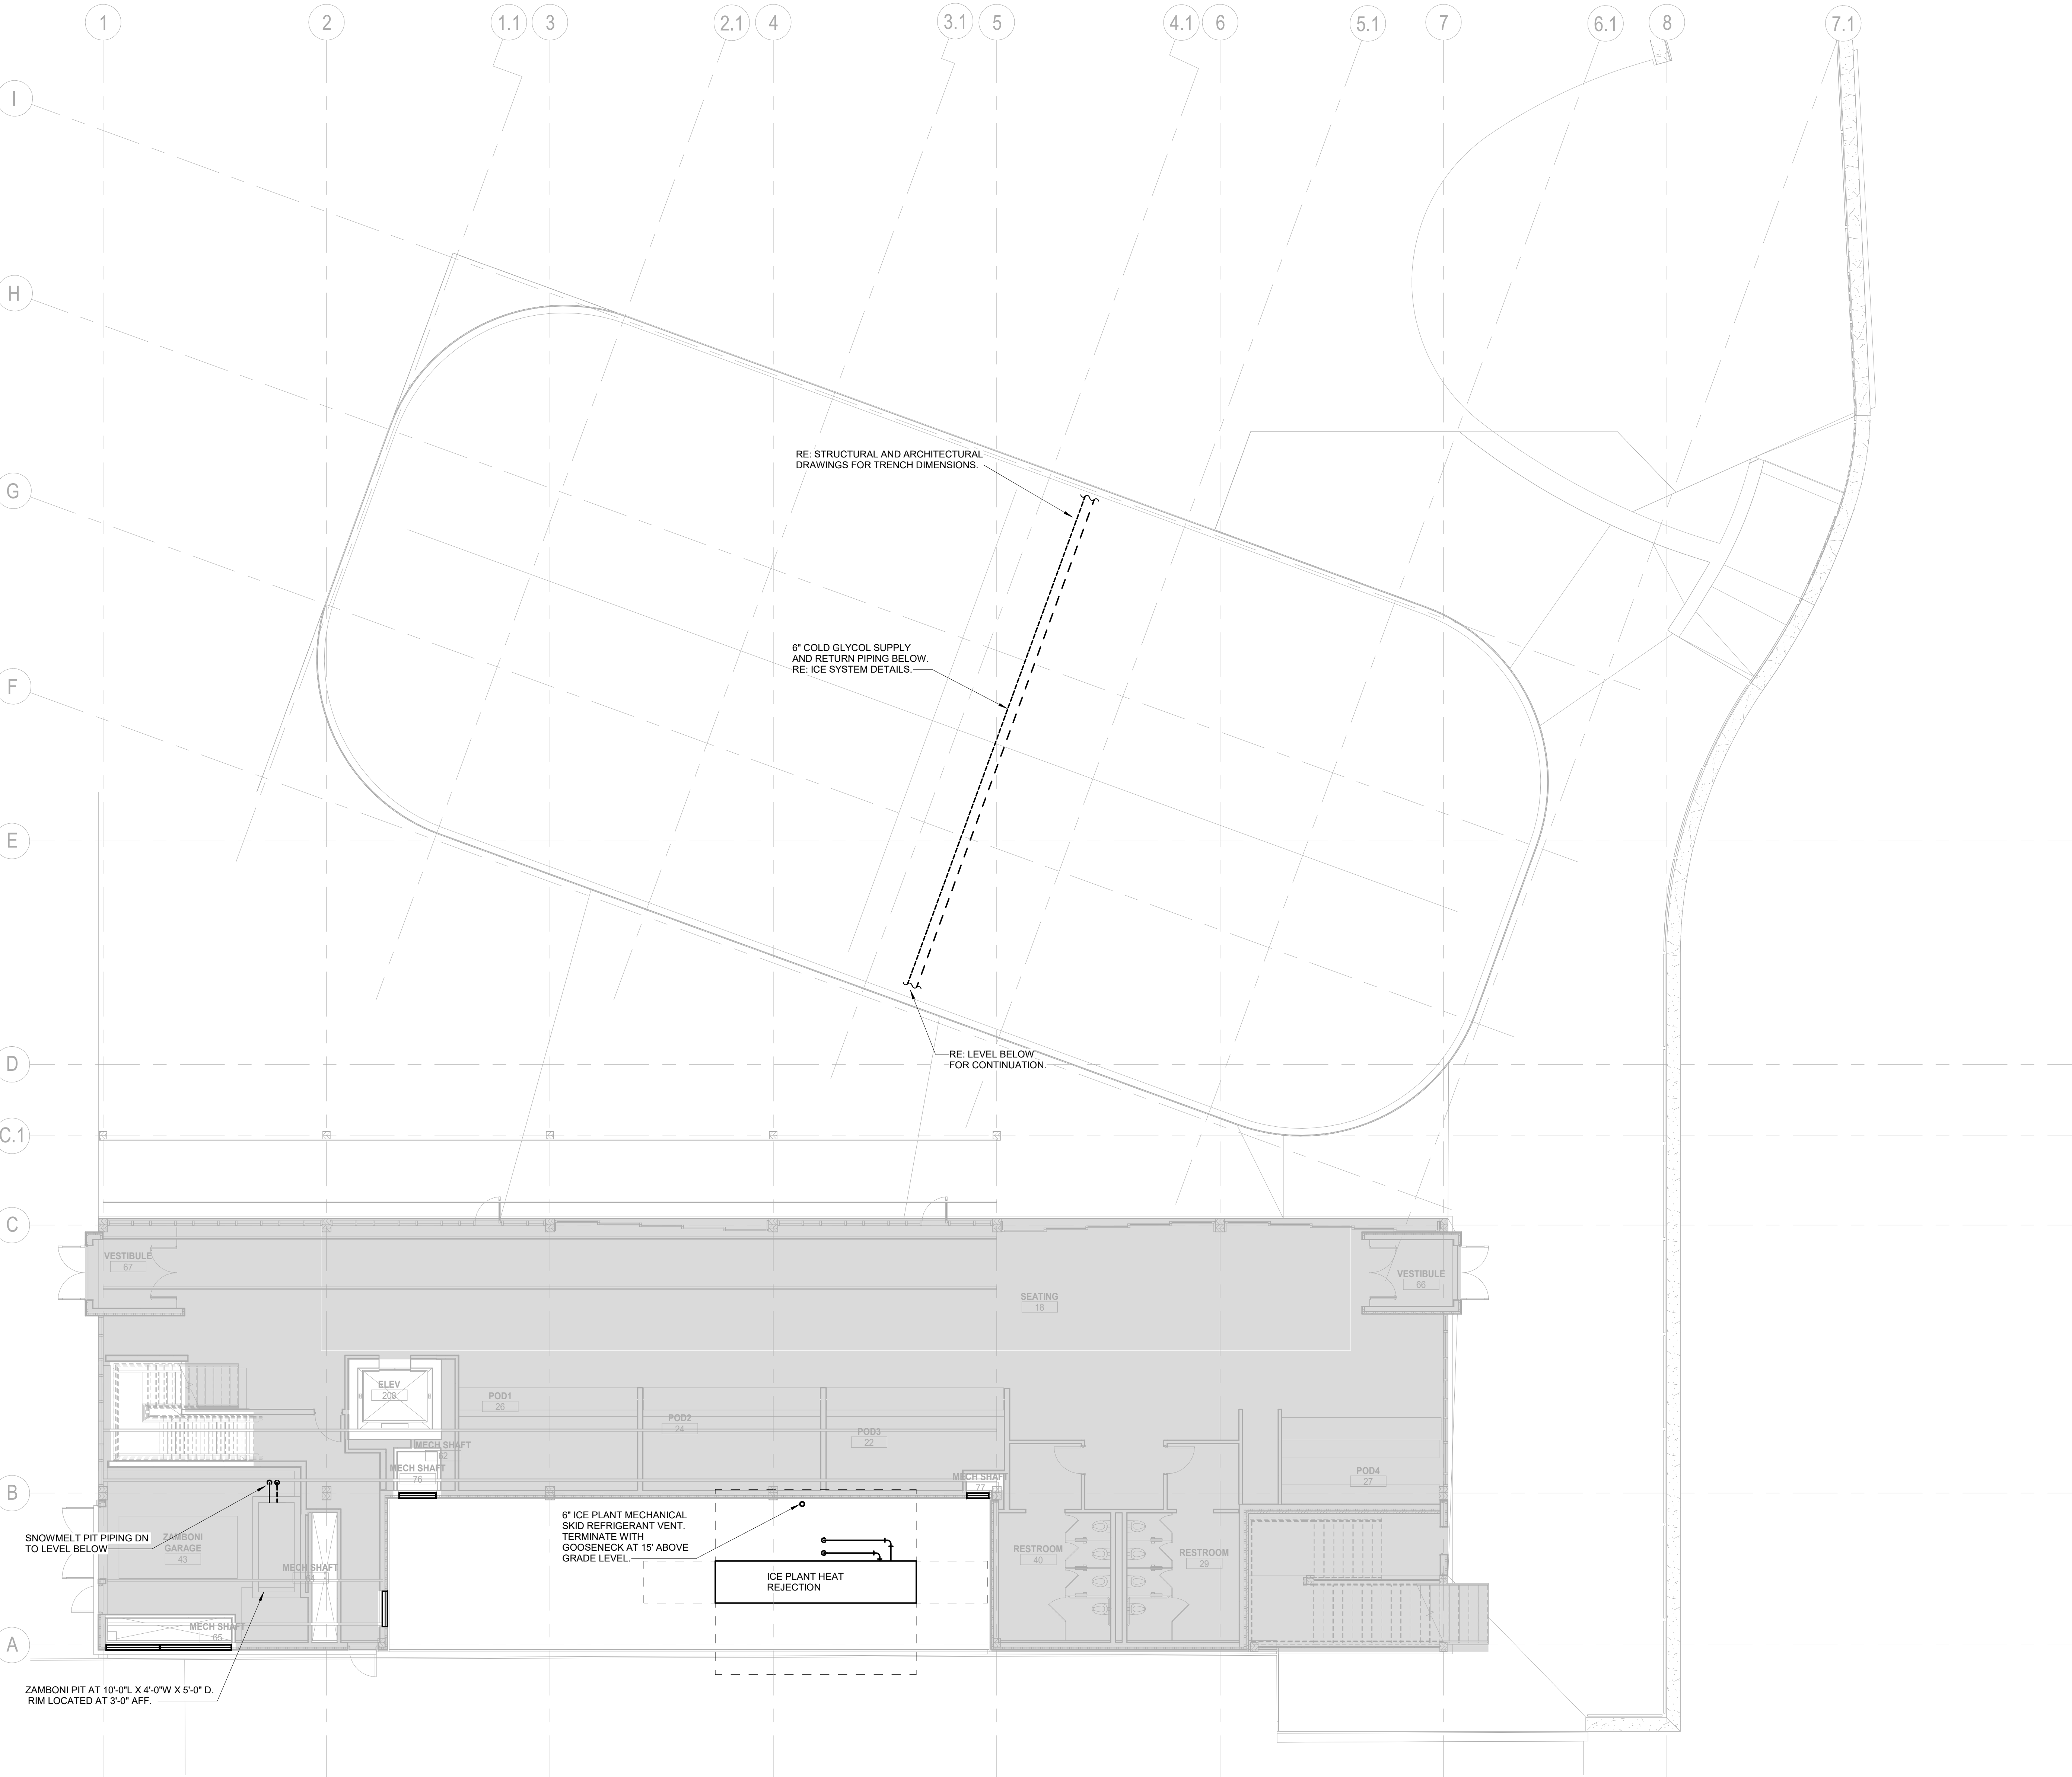 1
2
1.1
3
2.1
4
3.1
5
4.1
6
5.1
7
6.1
8
7.1
I
H
G
F
E
D
C.1
C
B
A
RE: STRUCTURAL AND ARCHITECTURAL
DRAWINGS FOR TRENCH DIMENSIONS.
6" COLD GLYCOL SUPPLY
AND RETURN PIPING BELOW.
RE: ICE SYSTEM DETAILS.
RE: LEVEL BELOW
FOR CONTINUATION.
VESTIBULE
67
VESTIBULE
66
SEATING
18
ELEV
208
POD1
26
POD2
24
POD3
22
MECH SHAFT
62
MECH SHAFT
76
MECH SHAFT
77
POD4
27
SNOWMELT PIT PIPING DN
TO LEVEL BELOW
ZAMBONI
GARAGE
43
MECH SHAFT
MECH SHAFT
65
6" ICE PLANT MECHANICAL
SKID REFRIGERANT VENT.
TERMINATE WITH
GOOSENECK AT 15' ABOVE
GRADE LEVEL.
ICE PLANT HEAT
REJECTION
RESTROOM
40
RESTROOM
29
ZAMBONI PIT AT 10'-0"L X 4'-0"W X 5'-0" D.
RIM LOCATED AT 3'-0" AFF.